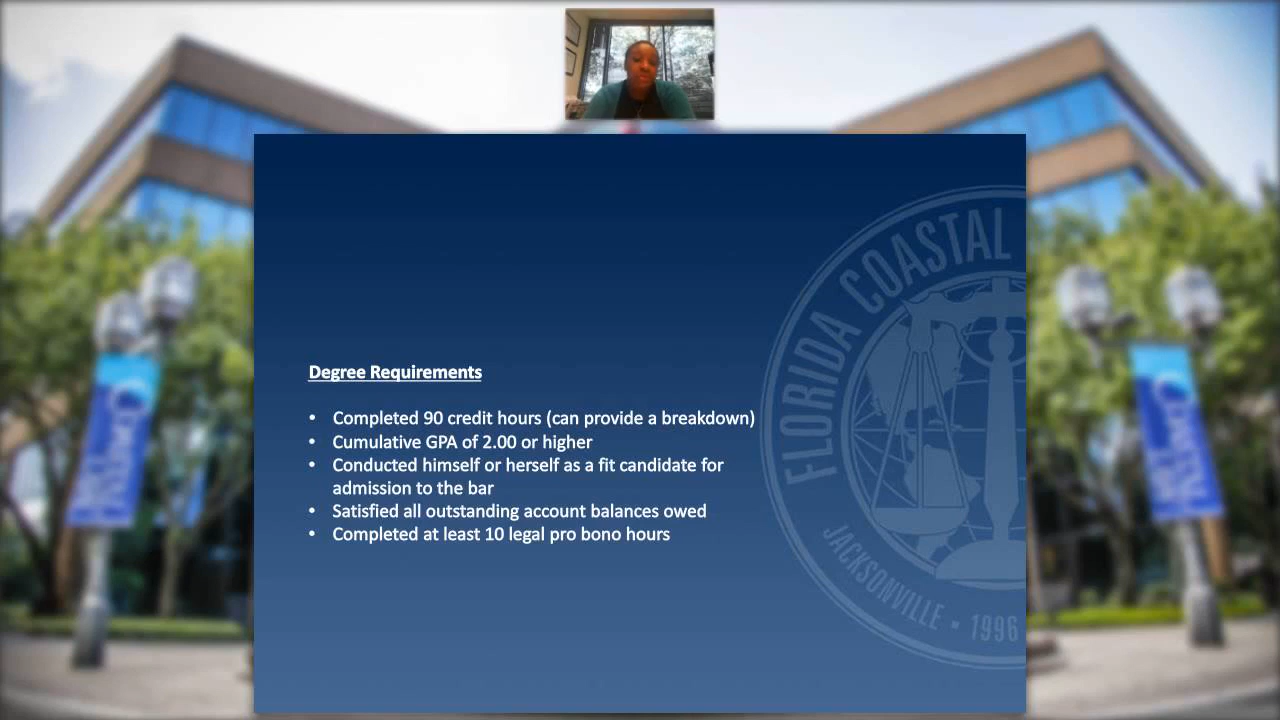 FLORIDA COASTAL
Degree Requirements
• Completed 90 credit hours (can provide a breakdown)
• Cumulative GPA of 2.00 or higher
• Conducted himself or herself as a fit candidate for
admission to the bar
• Satisfied all outstanding account balances owed
• Completed at least 10 legal pro bono hours
JACKSONVILLE • 1996